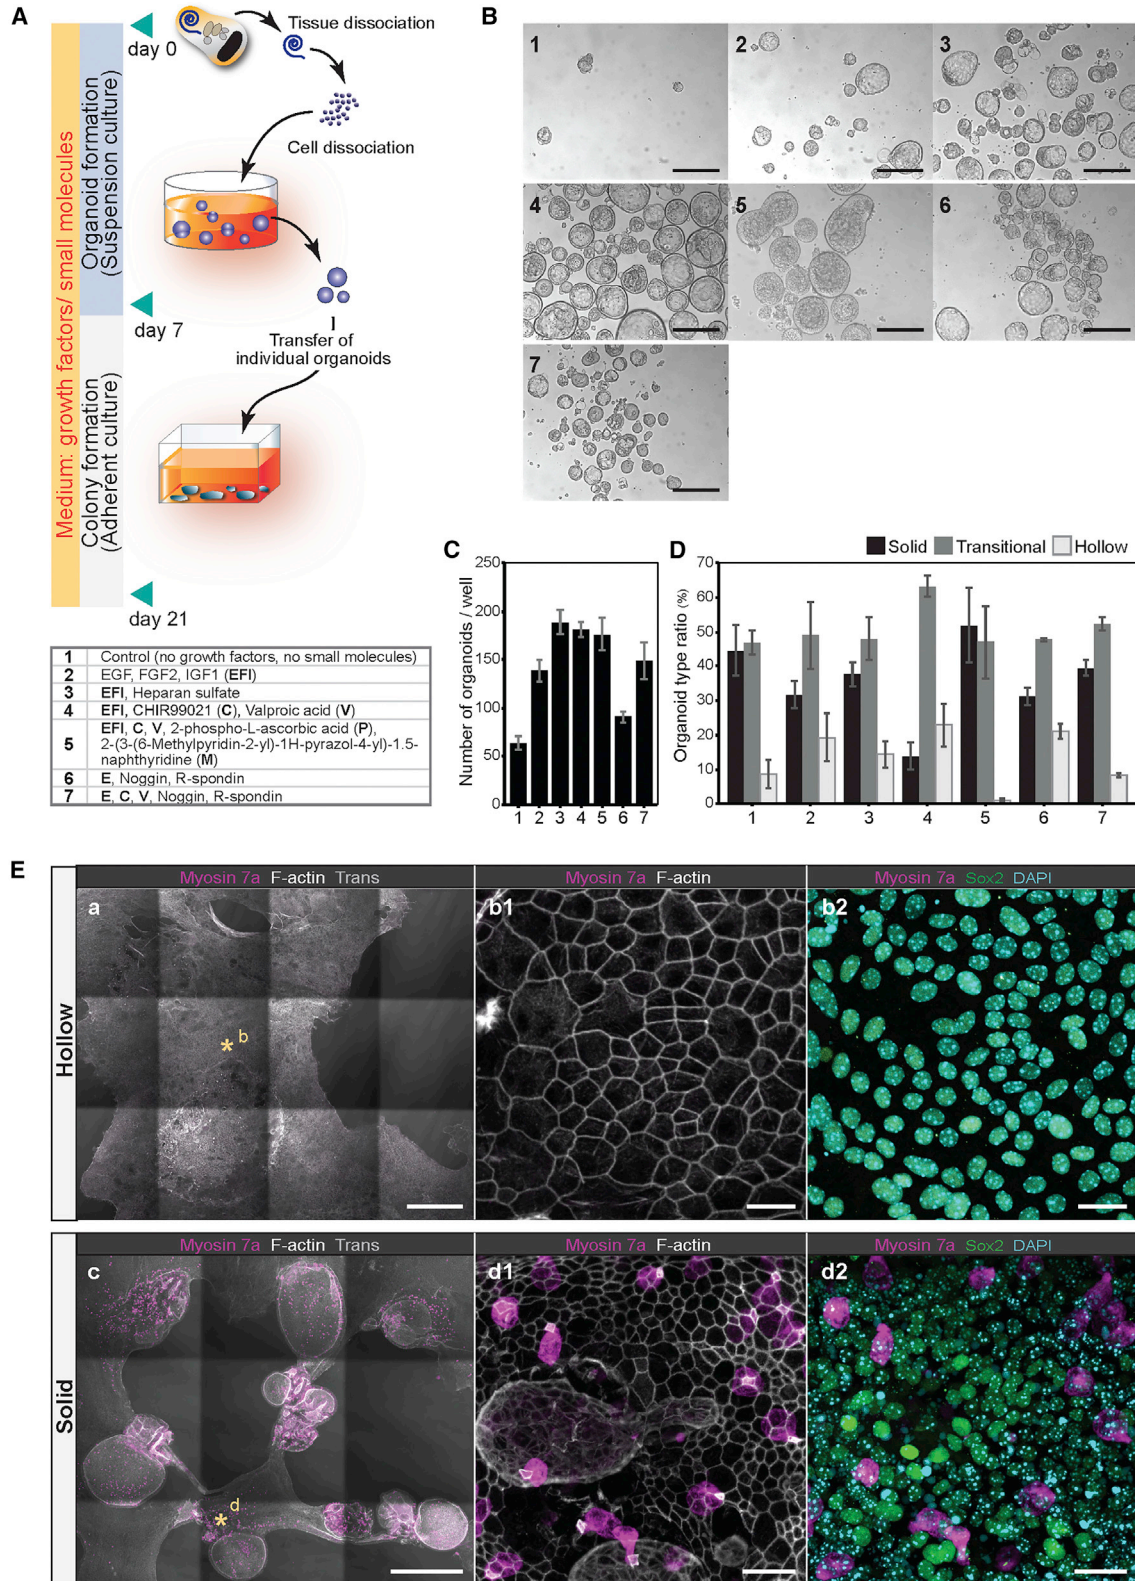 A
Medium: growth factors/ small molecules
Organoid formation
(Suspension culture)
Colony formation
(Adherent culture)
day 0
Tissue dissociation
Cell dissociation
day 7
Transfer of
individual organoids
day 21
1 Control (no growth factors, no small molecules)
2 EGF, FGF2, IGF1 (EFI)
3 EFI, Heparan sulfate
4 EFI, CHIR99021 (C), Valproic acid (V)
5 EFI, C, V, 2-phospho-L-ascorbic acid (P),
2-(3-(6-Methylpyridin-2-yl)-1H-pyrazol-4-yl)-1.5-
naphthyridine (M)
6 E, Noggin, R-spondin
7 E, C, V, Noggin, R-spondin
B
1
2
3
4
5
6
7
C
Number of organoids / well
250
200
150
100
50
0
1 2 3 4 5 6 7
D
Solid Transitional Hollow
Organoid type ratio (%)
70
60
50
40
30
20
10
0
1 2 3 4 5 6 7
E
Hollow
Myosin 7a F-actin Trans
a
b
Myosin 7a F-actin
b1
Myosin 7a Sox2 DAPI
b2
Solid
Myosin 7a F-actin Trans
c
d
Myosin 7a F-actin
d1
Myosin 7a Sox2 DAPI
d2